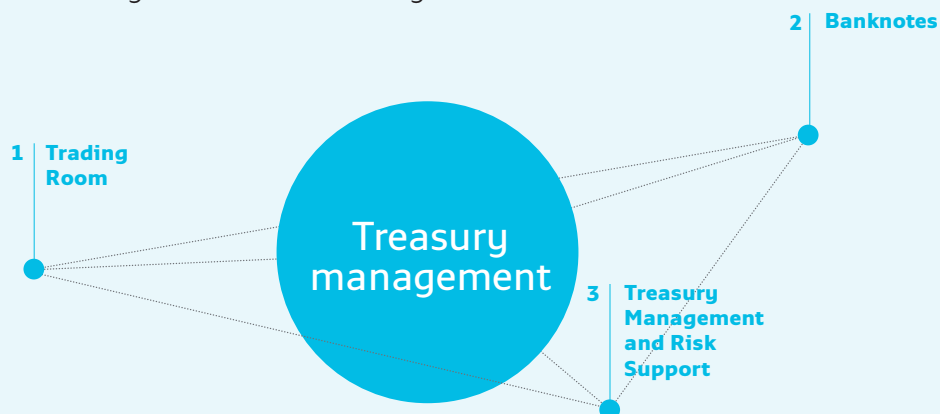 2 Banknotes
1 Trading
Room
Treasury
management
3 Treasury
Management
and Risk
Support